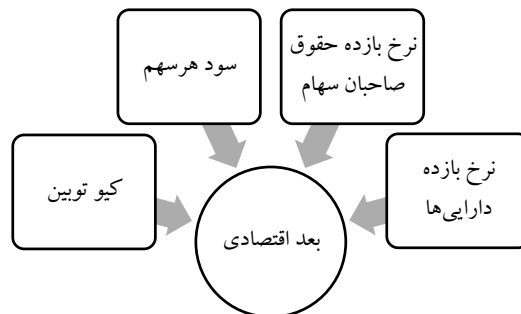 نرخ بازده حقوق
صاحبان سهام
سود هرسهم
نرخ بازده
دارایی‌ها
کیو توبین
بعد اقتصادی